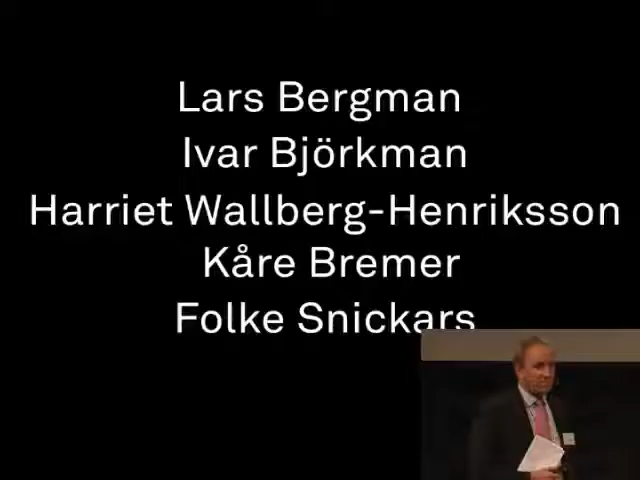 Lars Bergman
Ivar Björkman
Harriet Wallberg-Henriksson
Kåre Bremer
Folke Snickars